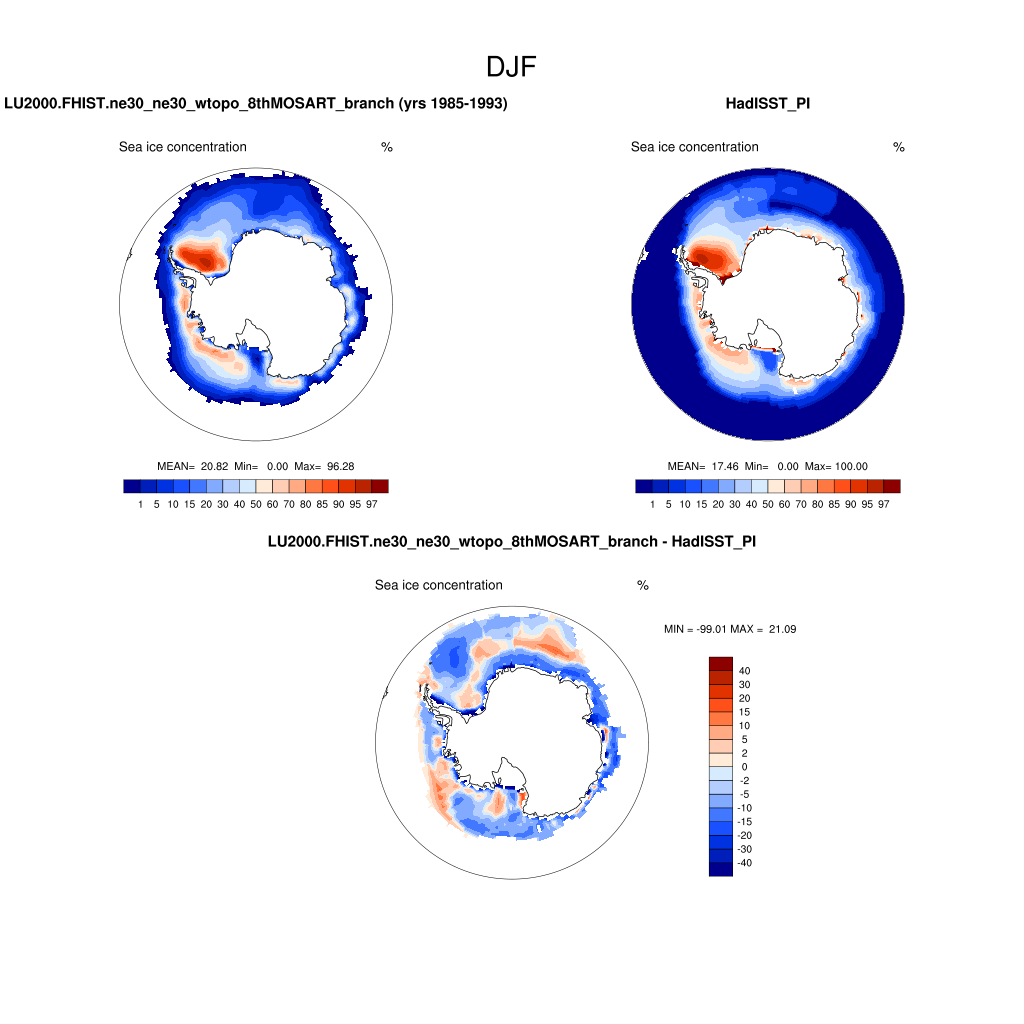 DJF
LU2000.FHIST.ne30_ne30_wtopo_8thMOSART_branch (yrs 1985-1993)
HadISST_PI
Sea ice concentration %
Sea ice concentration %
MEAN= 20.82 Min= 0.00 Max= 96.28
MEAN= 17.46 Min= 0.00 Max= 100.00
1 5 10 15 20 30 40 50 60 70 80 85 90 95 97
1 5 10 15 20 30 40 50 60 70 80 85 90 95 97
LU2000.FHIST.ne30_ne30_wtopo_8thMOSART_branch - HadISST_PI
Sea ice concentration %
MIN = -99.01 MAX = 21.09
40
30
20
15
10
5
2
0
-2
-5
-10
-15
-20
-30
-40